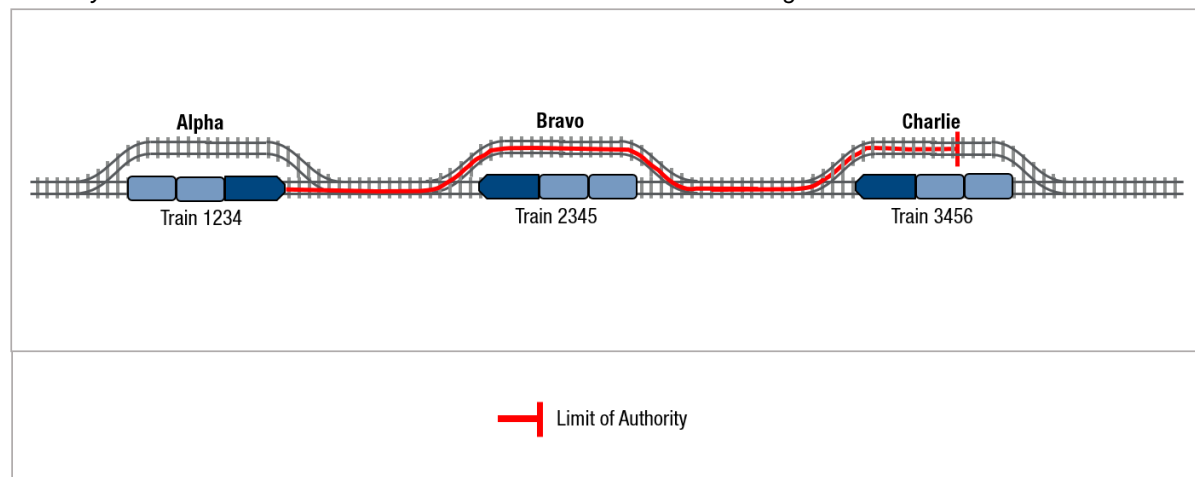 Alpha
Bravo
Charlie
Train 1234
Train 2345
Train 3456
Limit of Authority